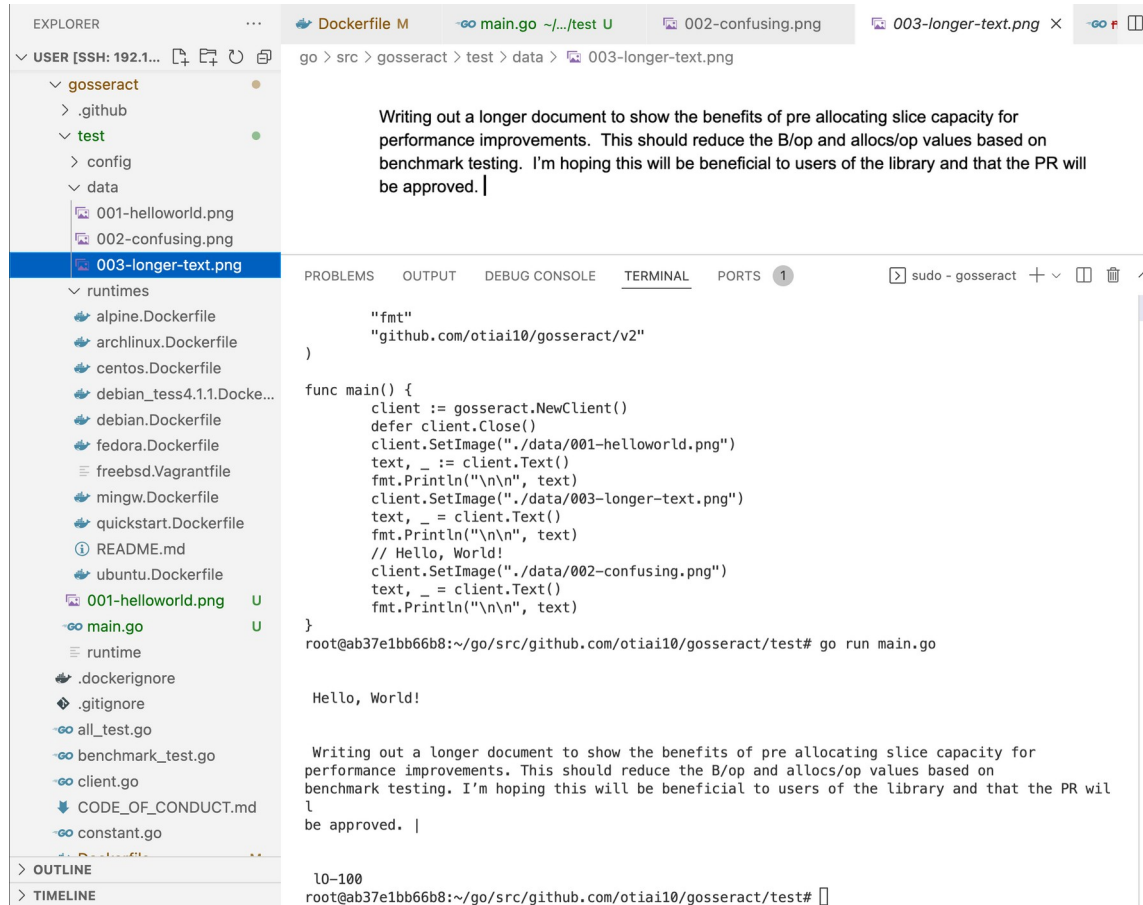 EXPLORER
...
Dockerfile M
main.go ~/.../test U
002-confusing.png
003-longer-text.png
USER [SSH: 192.1...
go > src > gosseract > test > data > 003-longer-text.png
gosseract
.github
test
config
data
001-helloworld.png
002-confusing.png
003-longer-text.png
runtimes
alpine.Dockerfile
archlinux.Dockerfile
centos.Dockerfile
debian_tess4.1.1.Docke...
debian.Dockerfile
fedora.Dockerfile
freebsd.Vagrantfile
mingw.Dockerfile
quickstart.Dockerfile
README.md
ubuntu.Dockerfile
001-helloworld.png U
main.go U
runtime
.dockerignore
.gitignore
all_test.go
benchmark_test.go
client.go
CODE_OF_CONDUCT.md
constant.go
OUTLINE
TIMELINE
Writing out a longer document to show the benefits of pre allocating slice capacity for
performance improvements.  This should reduce the B/op and allocs/op values based on
benchmark testing.  I'm hoping this will be beneficial to users of the library and that the PR will
be approved.
PROBLEMS OUTPUT DEBUG CONSOLE TERMINAL PORTS 1
sudo - gosseract
"fmt"
"github.com/otiai10/gosseract/v2"
)
func main() {
client := gosseract.NewClient()
defer client.Close()
client.SetImage("./data/001-helloworld.png")
text, _ := client.Text()
fmt.Println("\n\n", text)
client.SetImage("./data/003-longer-text.png")
text, _ = client.Text()
fmt.Println("\n\n", text)
// Hello, World!
client.SetImage("./data/002-confusing.png")
text, _ = client.Text()
fmt.Println("\n\n", text)
}
root@ab37e1bb66b8:~/go/src/github.com/otiai10/gosseract/test# go run main.go
Hello, World!
Writing out a longer document to show the benefits of pre allocating slice capacity for
performance improvements. This should reduce the B/op and allocs/op values based on
benchmark testing. I'm hoping this will be beneficial to users of the library and that the PR wil
l
be approved. |
lO-100
root@ab37e1bb66b8:~/go/src/github.com/otiai10/gosseract/test#